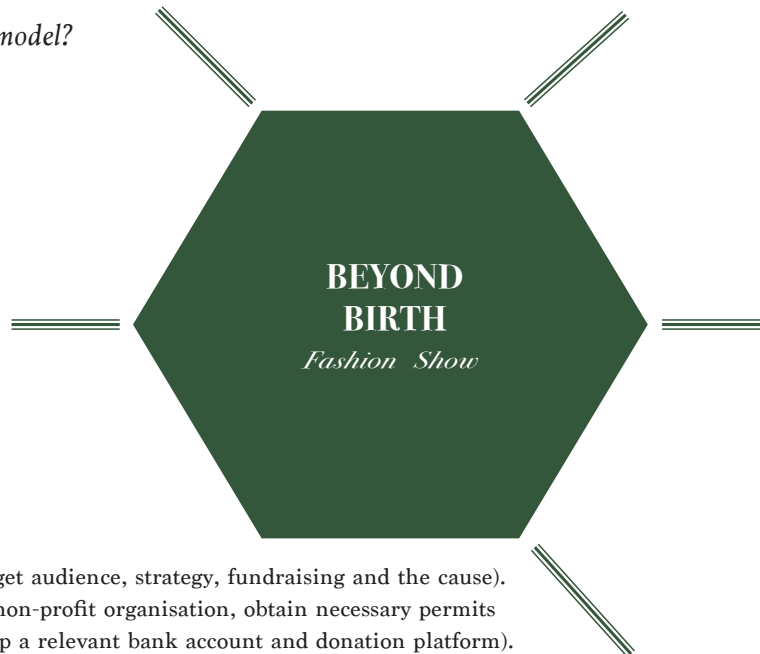 model?
BEYOND
BIRTH
Fashion Show
get audience, strategy, fundraising and the cause).
non-profit organisation, obtain necessary permits
p a relevant bank account and donation platform).